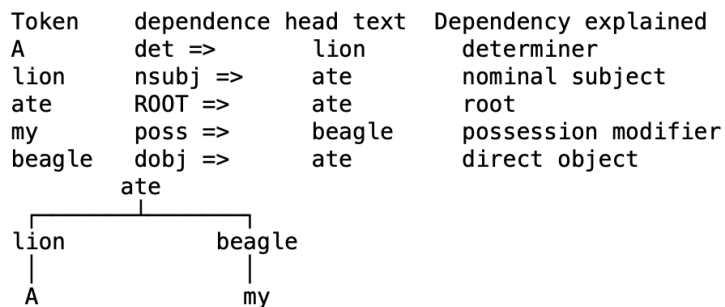 Token dependence head text Dependency explained
A det => lion determiner
lion nsubj => ate nominal subject
ate ROOT => ate root
my poss => beagle possession modifier
beagle dobj => ate direct object
ate
lion beagle
A my